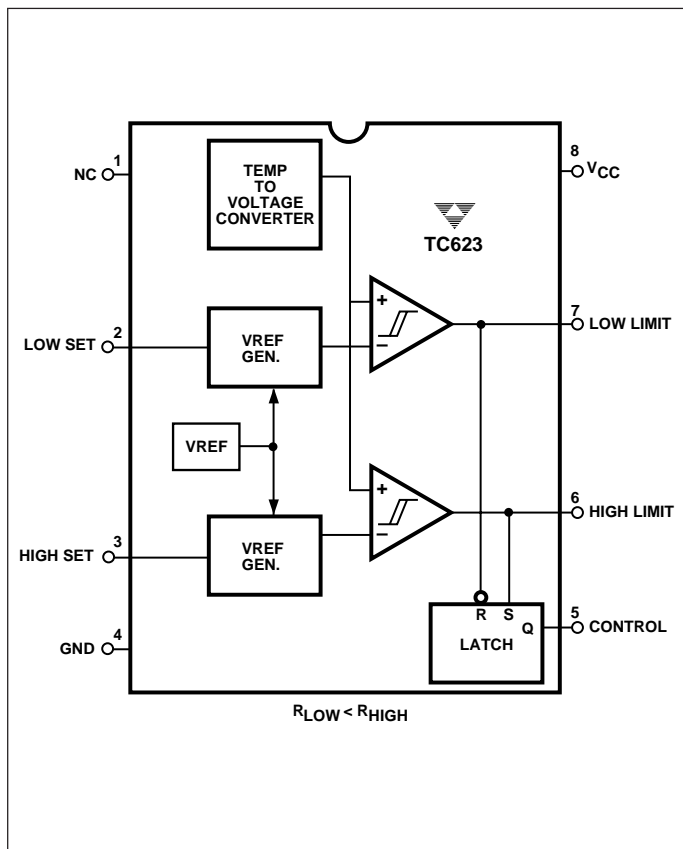 NC
1
LOW SET
2
HIGH SET
3
GND
4
TEMP
TO
VOLTAGE
CONVERTER
TC623
VREF
GEN.
VREF
VREF
GEN.
+
−
+
−
R S
Q
LATCH
8
VCC
7
LOW LIMIT
6
HIGH LIMIT
5
CONTROL
RLOW < RHIGH